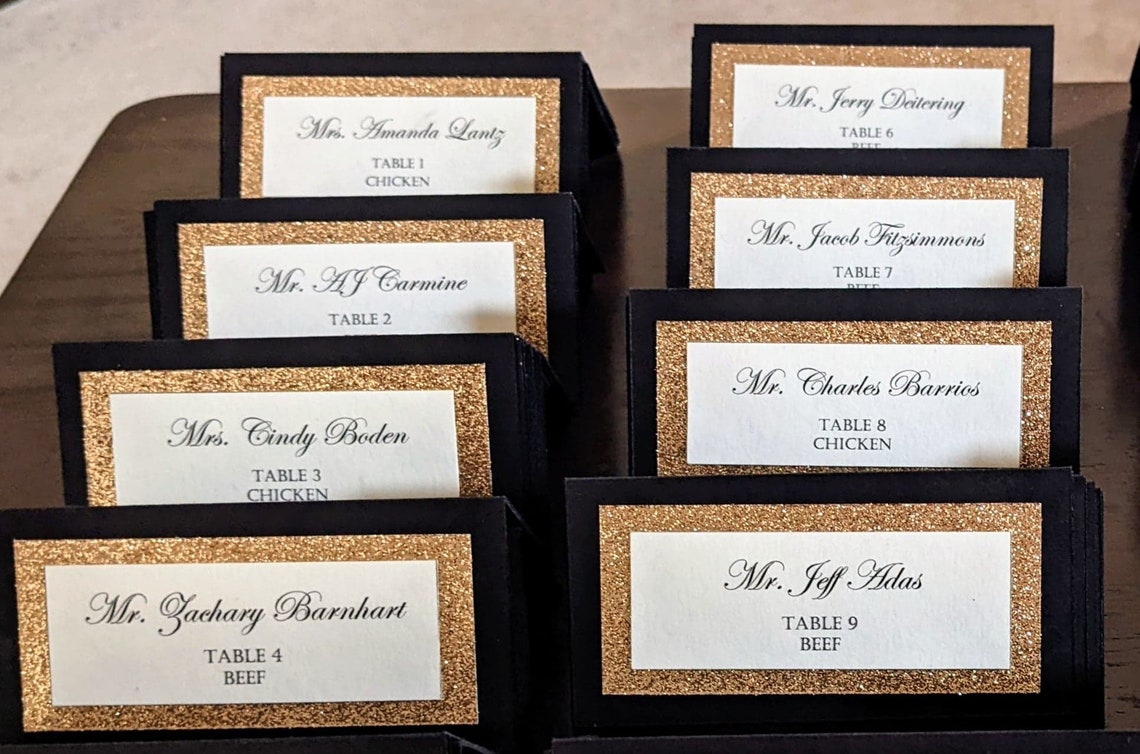 Mrs. Amanda Lantz
TABLE 1
CHICKEN
Mr. AJ Carmine
TABLE 2
Mrs. Cindy Boden
TABLE 3
CHICKEN
Mr. Zachary Barnhart
TABLE 4
BEEF
Mr. Jerry Deitering
TABLE 6
BEEF
Mr. Jacob Fitzsimmons
TABLE 7
BEEF
Mr. Charles Barrios
TABLE 8
CHICKEN
Mr. Jeff Adas
TABLE 9
BEEF